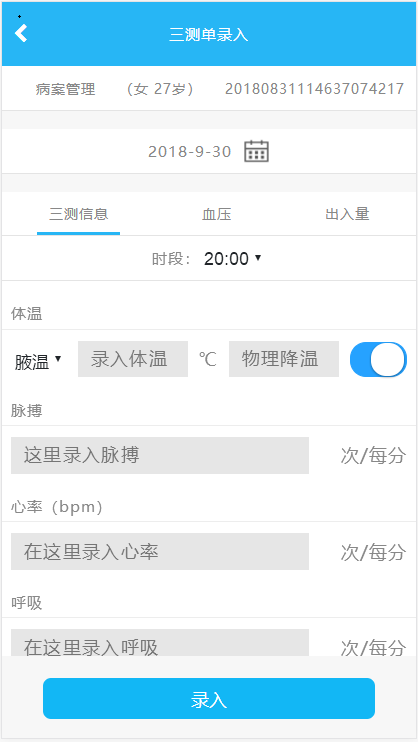 三测单录入
病案管理 （女 27岁） 20180831114637074217
2018-9-30
三测信息 血压 出入量
时段： 20:00
体温
腋温 录入体温 ℃ 物理降温
脉搏
这里录入脉搏 次/每分
心率（bpm）
在这里录入心率 次/每分
呼吸
在这里录入呼吸 次/每分
录入